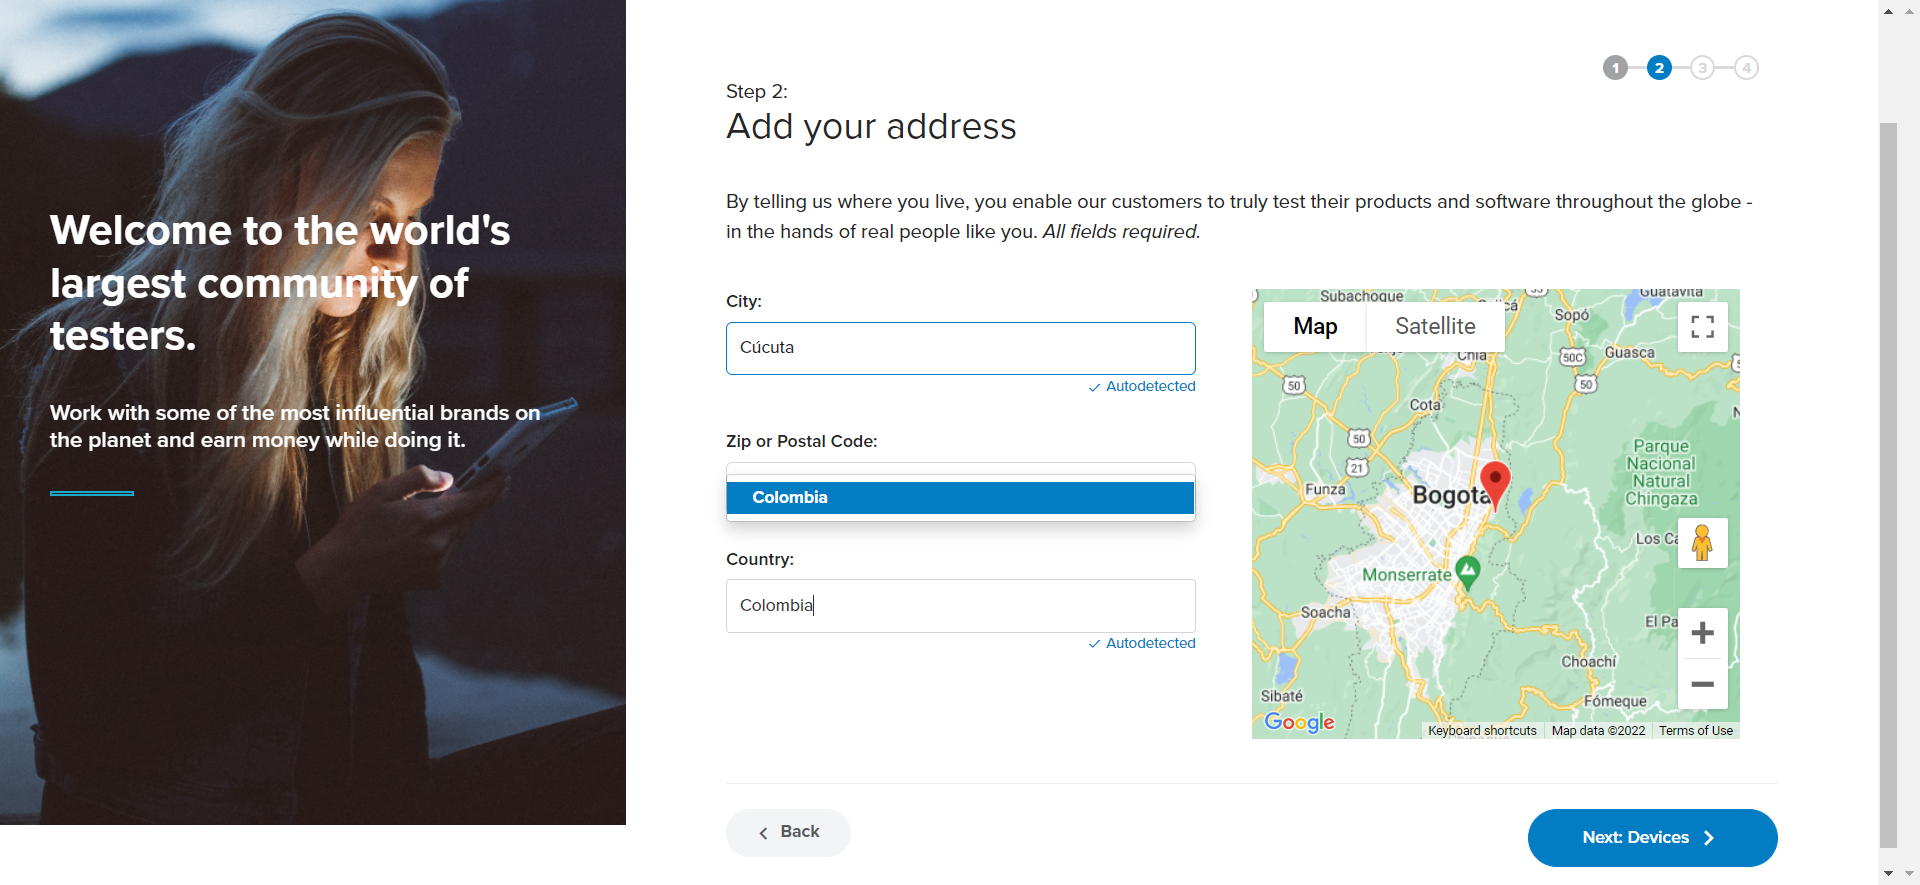 Welcome to the world's
largest community of
testers.
Work with some of the most influential brands on
the planet and earn money while doing it.
1 2 3 4
Step 2:
Add your address
By telling us where you live, you enable our customers to truly test their products and software throughout the globe -
in the hands of real people like you. All fields required.
City:
Cúcuta
Autodetected
Zip or Postal Code:
Colombia
Country:
Colombia
Autodetected
Map
Satellite
Subachoque
Guatavita
Sopó
50C
Guasca
Chía
50
50
Cota
50
21
Parque
Nacional
Natural
Chingaza
Funza
Bogota
Monserrate
Soacha
Choachí
Sibaté
Fómeque
Google
Keyboard shortcuts
Map data ©2022
Terms of Use
Back
Next: Devices